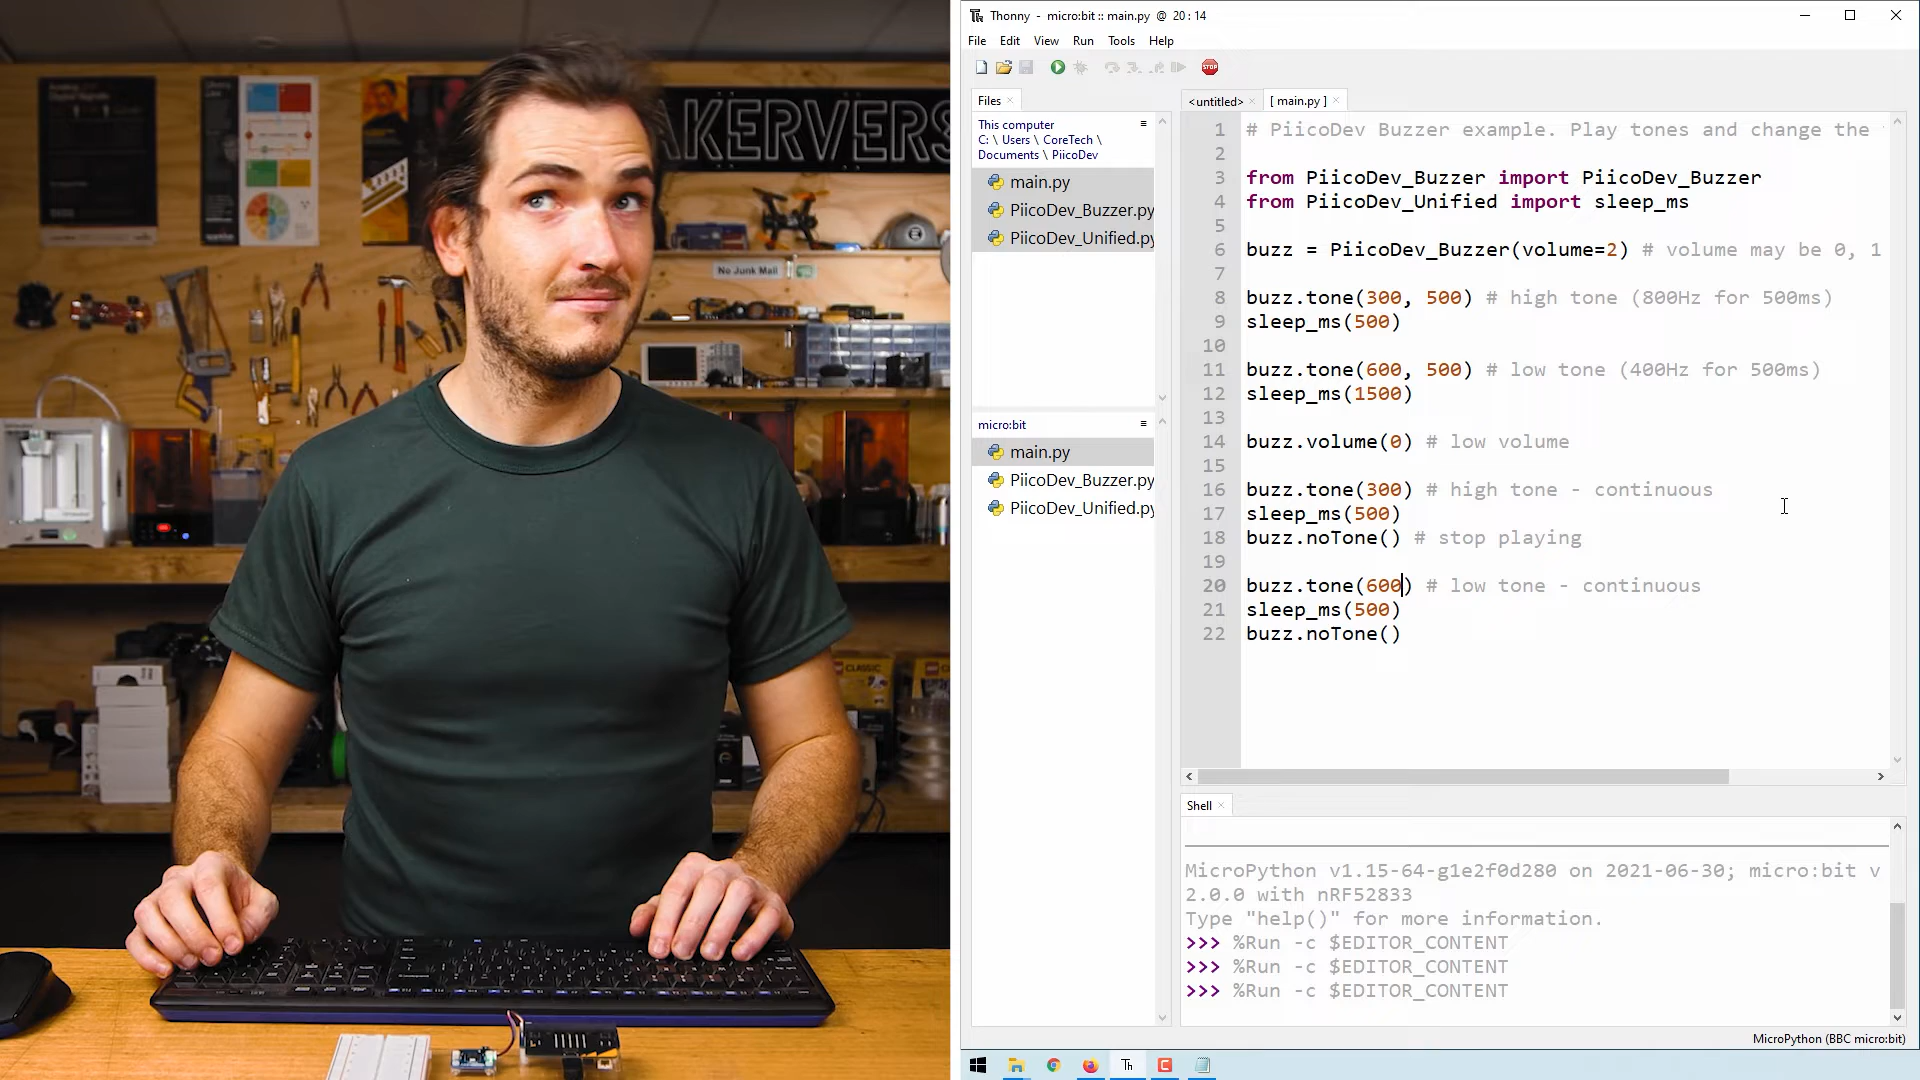 AKERVERS
No Junk Mail
CLASSIC
Thonny - micro:bit :: main.py @ 20 : 14
File Edit View Run Tools Help
STOP
Files
<untitled>
[ main.py ]
This computer
C: \ Users \ CoreTech \
Documents \ PiicoDev
main.py
PiicoDev_Buzzer.py
PiicoDev_Unified.py
micro:bit
main.py
PiicoDev_Buzzer.py
PiicoDev_Unified.py
1 # PiicoDev Buzzer example. Play tones and change the
2
3 from PiicoDev_Buzzer import PiicoDev_Buzzer
4 from PiicoDev_Unified import sleep_ms
5
6 buzz = PiicoDev_Buzzer(volume=2) # volume may be 0, 1
7
8 buzz.tone(300, 500) # high tone (800Hz for 500ms)
9 sleep_ms(500)
10
11 buzz.tone(600, 500) # low tone (400Hz for 500ms)
12 sleep_ms(1500)
13
14 buzz.volume(0) # low volume
15
16 buzz.tone(300) # high tone - continuous
17 sleep_ms(500)
18 buzz.noTone() # stop playing
19
20 buzz.tone(600) # low tone - continuous
21 sleep_ms(500)
22 buzz.noTone()
Shell
MicroPython v1.15-64-g1e2f0d280 on 2021-06-30; micro:bit v
2.0.0 with nRF52833
Type "help()" for more information.
>>> %Run -c $EDITOR_CONTENT
>>> %Run -c $EDITOR_CONTENT
>>> %Run -c $EDITOR_CONTENT
MicroPython (BBC micro:bit)
Th